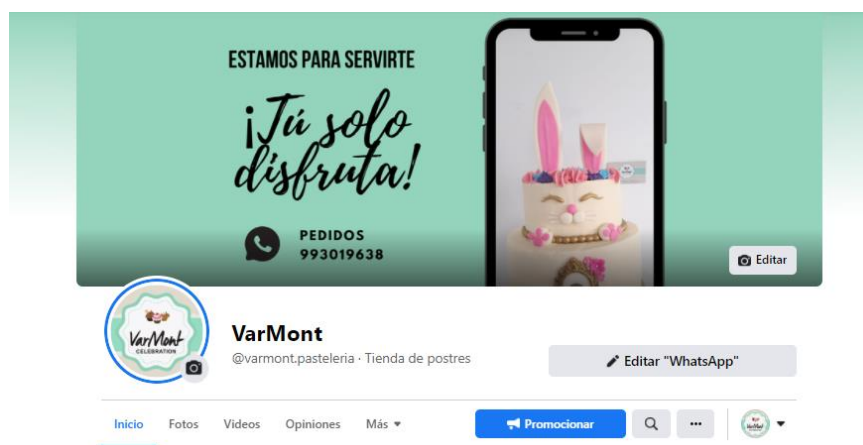 ESTAMOS PARA SERVIRTE
¡Tú solo
disfruta!
PEDIDOS
993019638
Editar
VarMont
CELEBRATION
VarMont
@varmont.pasteleria · Tienda de postres
Editar "WhatsApp"
Inicio Fotos Videos Opiniones Más
Promocionar